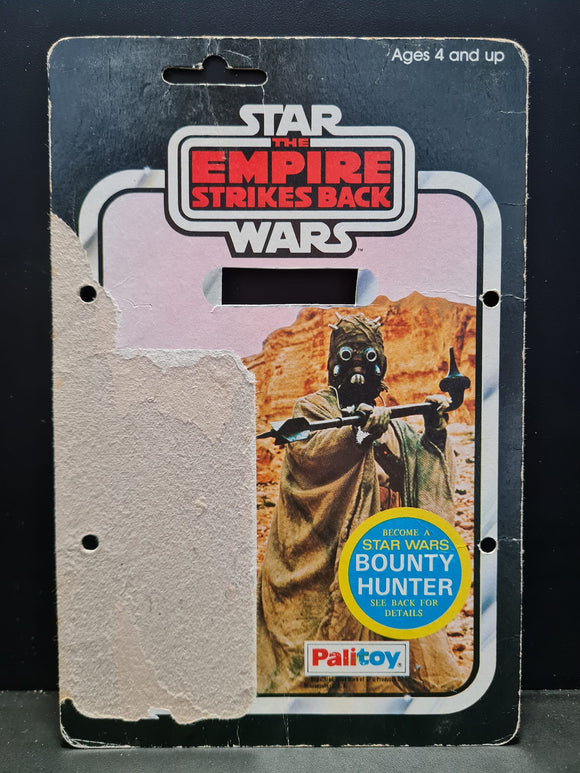 Ages 4 and up
STAR
THE
EMPIRE
STRIKES BACK
WARS
™
BECOME A
STAR WARS
BOUNTY
HUNTER
SEE BACK FOR
DETAILS
Palitoy®